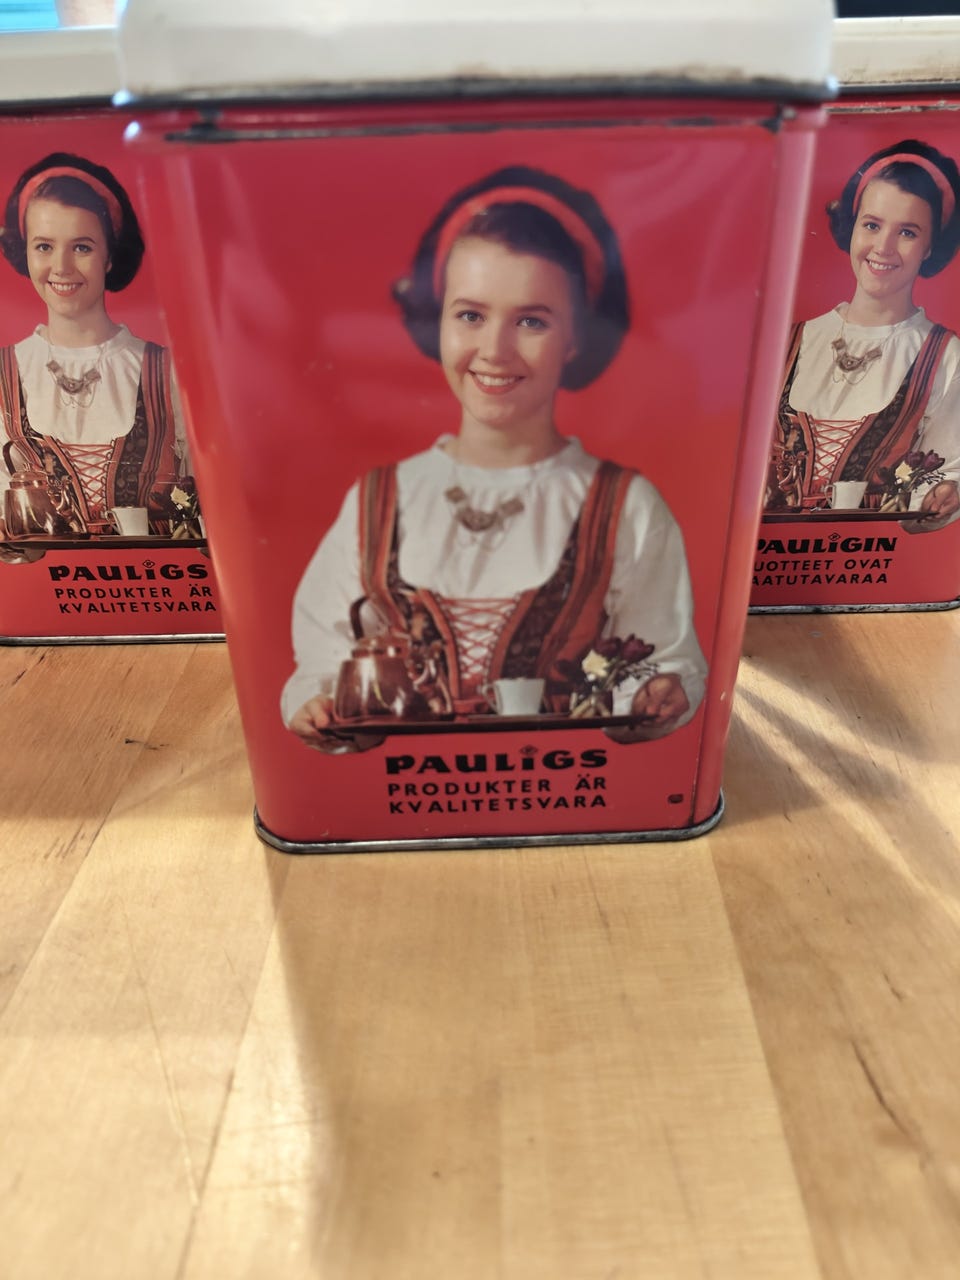 PAULIGS
PRODUKTER ÄR
KVALITETSVARA
PAULIGS
PRODUKTER ÄR
KVALITETSVARA
PAULIGIN
OVAT